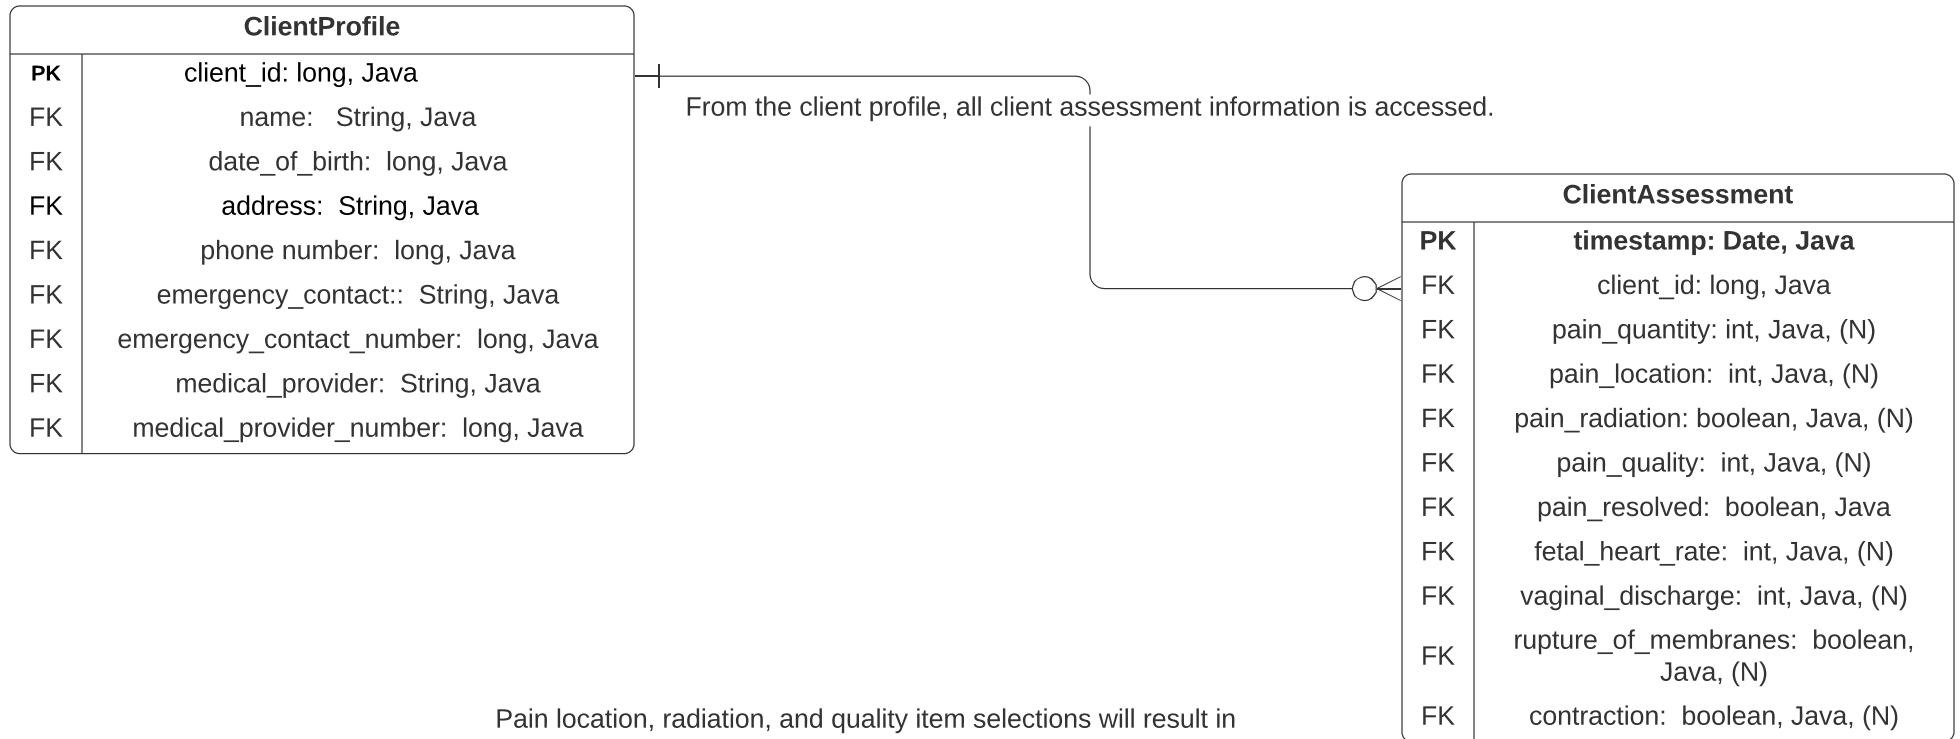 ClientProfile
PK client_id: long, Java
FK name: String, Java
FK date_of_birth: long, Java
FK address: String, Java
FK phone number: long, Java
FK emergency_contact:: String, Java
FK emergency_contact_number: long, Java
FK medical_provider: String, Java
FK medical_provider_number: long, Java
From the client profile, all client assessment information is accessed.
ClientAssessment
PK timestamp: Date, Java
FK client_id: long, Java
FK pain_quantity: int, Java, (N)
FK pain_location: int, Java, (N)
FK pain_radiation: boolean, Java, (N)
FK pain_quality: int, Java, (N)
FK pain_resolved: boolean, Java
FK fetal_heart_rate: int, Java, (N)
FK vaginal_discharge: int, Java, (N)
FK rupture_of_membranes: boolean,
Java, (N)
FK contraction: boolean, Java, (N)
Pain location, radiation, and quality item selections will result in